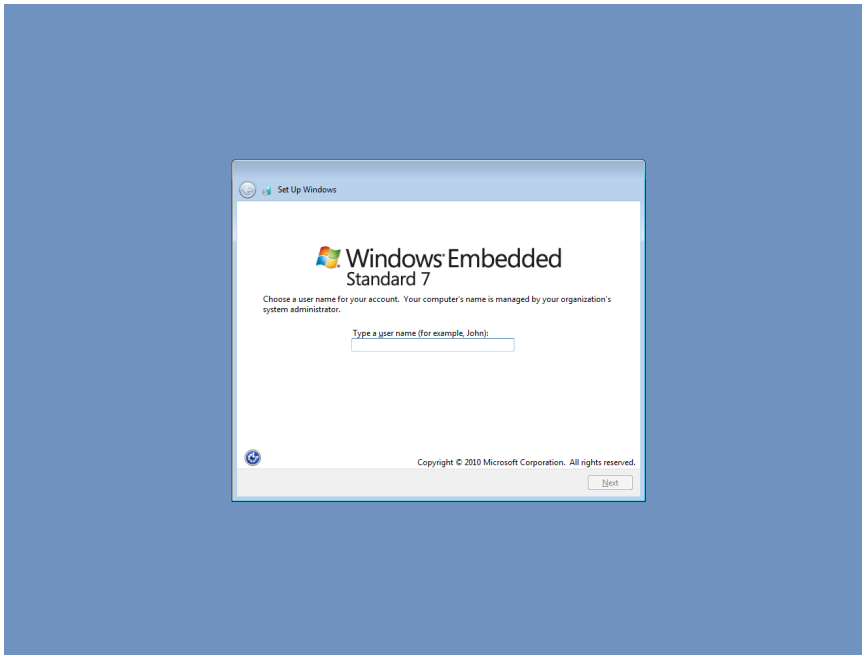 Set Up Windows
Windows® Embedded
Standard 7
Choose a user name for your account.  Your computer's name is managed by your organization's
system administrator.
Type a user name (for example, John):
Copyright © 2010 Microsoft Corporation.  All rights reserved.
Next